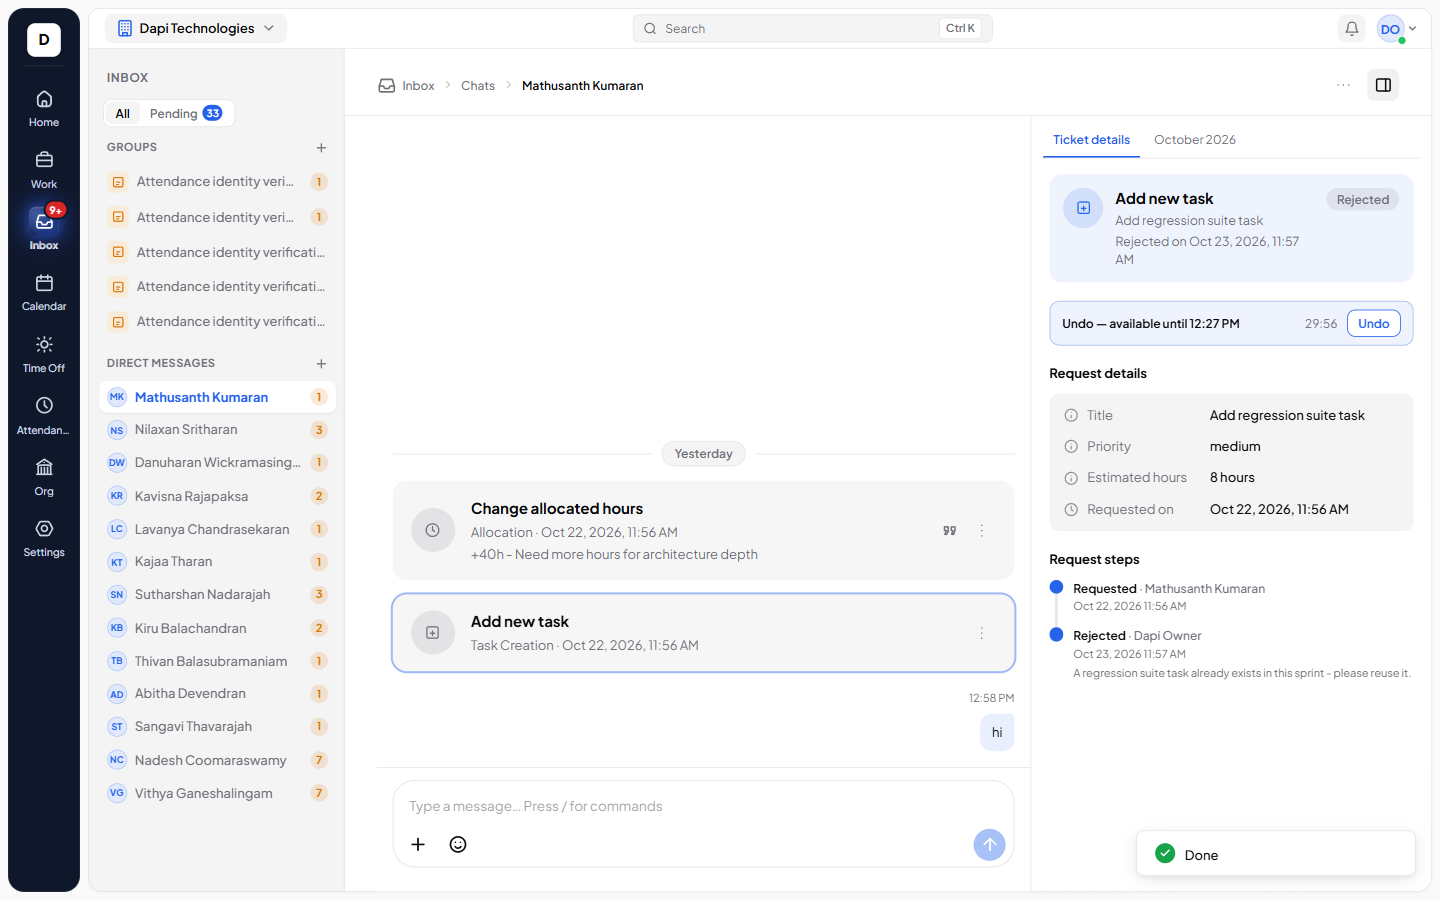 D
Home
Work
9+
Inbox
Calendar
Time Off
Attendan...
Org
Settings
Dapi Technologies
Search
Ctrl K
DO
INBOX
All
Pending 33
GROUPS
Attendance identity veri... 1
Attendance identity veri... 1
Attendance identity verificati...
Attendance identity verificati...
Attendance identity verificati...
DIRECT MESSAGES
MK Mathusanth Kumaran 1
NS Nilaxan Sritharan 3
DW Danuharan Wickramasing... 1
KR Kavisna Rajapaksa 2
LC Lavanya Chandrasekaran 1
KT Kajaa Tharan 1
SN Sutharshan Nadarajah 3
KB Kiru Balachandran 2
TB Thivan Balasubramaniam 1
AD Abitha Devendran 1
ST Sangavi Thavarajah 1
NC Nadesh Coomaraswamy 7
VG Vithya Ganeshalingam 7
Inbox > Chats > Mathusanth Kumaran
Yesterday
Change allocated hours
Allocation · Oct 22, 2026, 11:56 AM
+40h - Need more hours for architecture depth
Add new task
Task Creation · Oct 22, 2026, 11:56 AM
12:58 PM
hi
Type a message... Press / for commands
Ticket details
October 2026
Add new task
Rejected
Add regression suite task
Rejected on Oct 23, 2026, 11:57
AM
Undo — available until 12:27 PM
29:56
Undo
Request details
Title Add regression suite task
Priority medium
Estimated hours 8 hours
Requested on Oct 22, 2026, 11:56 AM
Request steps
Requested · Mathusanth Kumaran
Oct 22, 2026 11:56 AM
Rejected · Dapi Owner
Oct 23, 2026 11:57 AM
A regression suite task already exists in this sprint - please reuse it.
Done